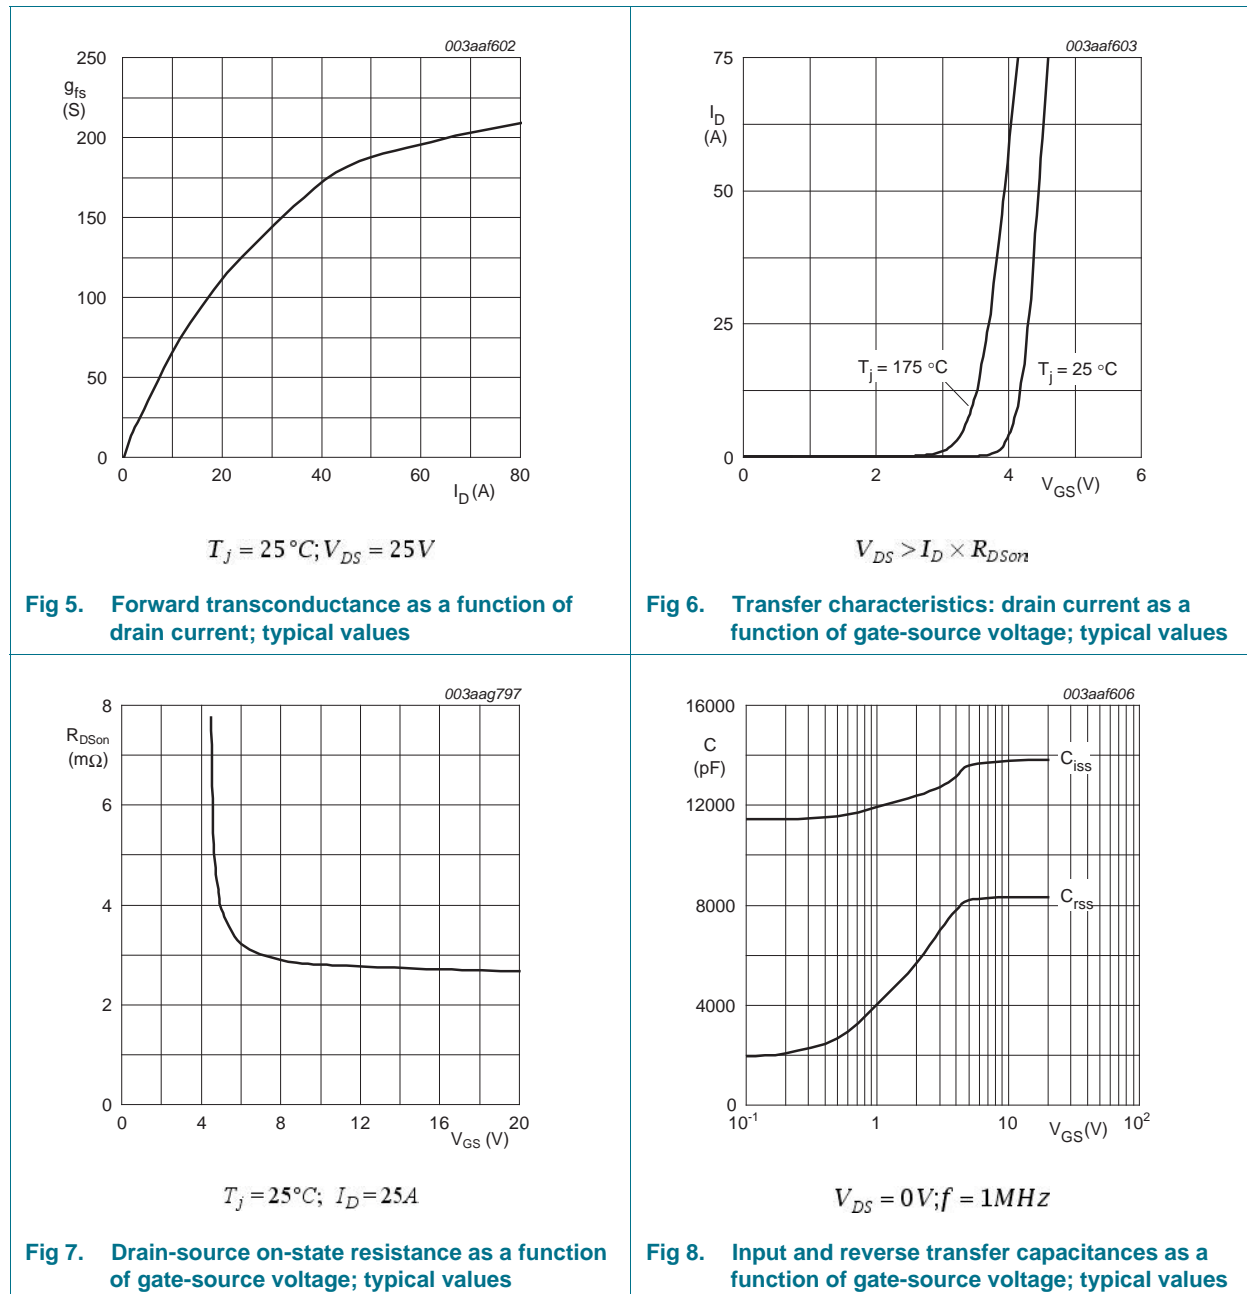 003aaf602
250
200
150
100
50
0
gfs
(S)
0 20 40 60 80
ID (A)
Tj = 25 °C; VDS = 25V
Fig 5. Forward transconductance as a function of
drain current; typical values
003aaf603
75
50
25
0
ID
(A)
Tj = 175 °C
Tj = 25 °C
0 2 4 6
VGS(V)
VDS > ID × RDSon
Fig 6. Transfer characteristics: drain current as a
function of gate-source voltage; typical values
003aag797
8
6
4
2
0
RDSon
(mΩ)
0 4 8 12 16 20
VGS (V)
Tj = 25°C; ID = 25A
Fig 7. Drain-source on-state resistance as a function
of gate-source voltage; typical values
003aaf606
16000
12000
8000
4000
0
C
(pF)
Ciss
Crss
10-1 1 10 102
VGS(V)
VDS = 0V; f = 1MHz
Fig 8. Input and reverse transfer capacitances as a
function of gate-source voltage; typical values